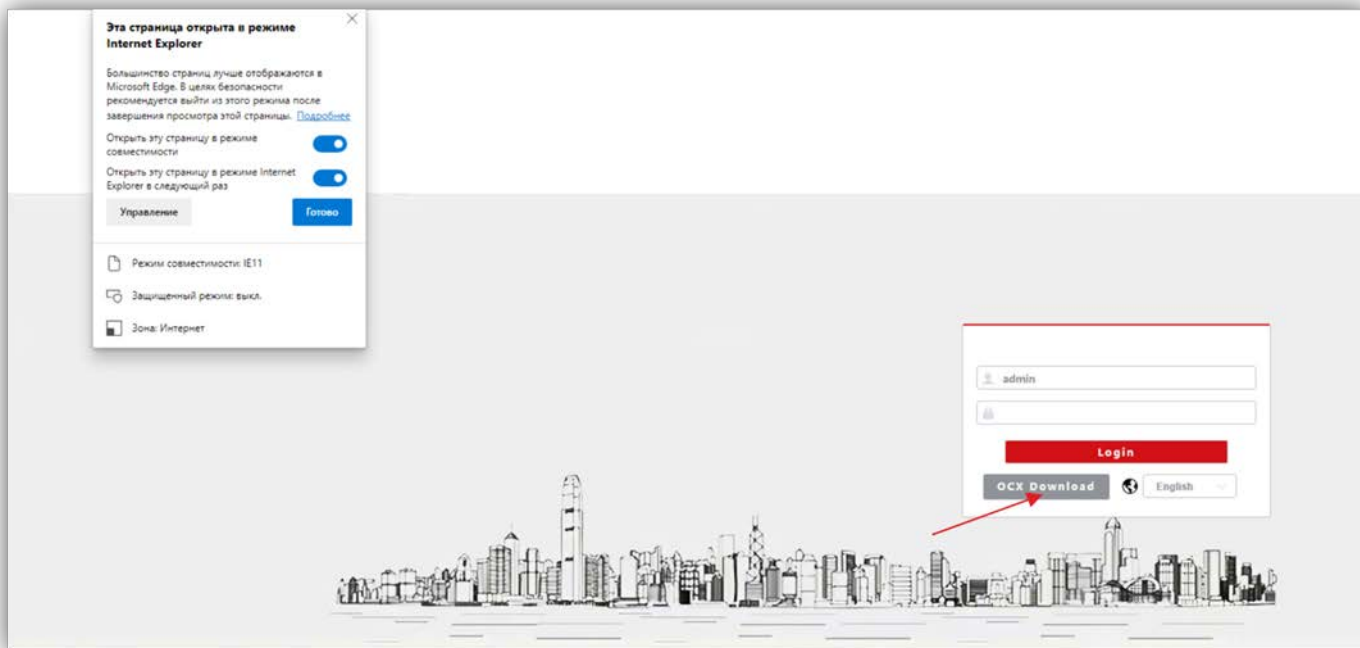 Эта страница открыта в режиме
Internet Explorer
Большинство страниц лучше отображаются в
Microsoft Edge. В целях безопасности
рекомендуется выйти из этого режима после
завершения просмотра этой страницы. Подробнее
Открыть эту страницу в режиме
совместимости
Открыть эту страницу в режиме Internet
Explorer в следующий раз
Управление
Готово
Режим совместимости: IE11
Защищенный режим: выкл.
Зона: Интернет
admin
Login
OCX Download
English